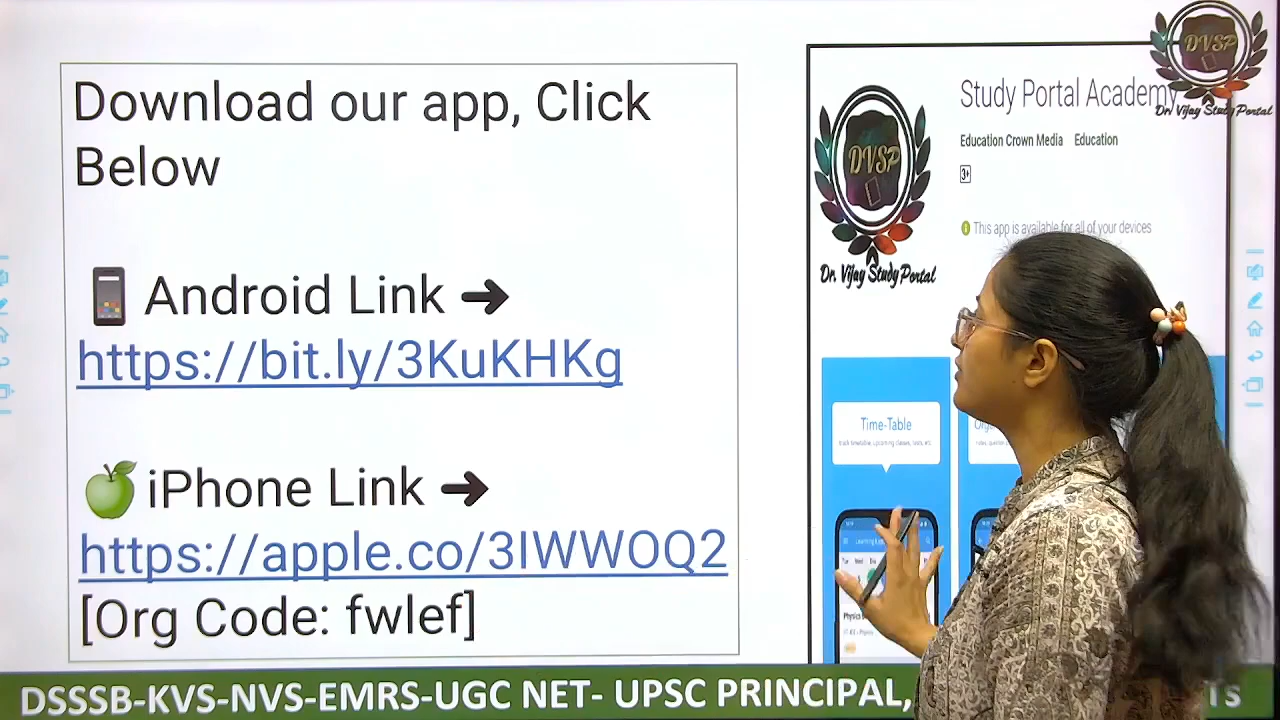 Download our app, Click
Below
Android Link ➔
https://bit.ly/3KuKHKg
iPhone Link ➔
https://apple.co/3IWWOQ2
[Org Code: fwlef]
DVSP
Dr. Vijay Study Portal
Study Portal Academy
Education Crown Media Education
3+
This app is available for all of your devices
Time-Table
DVSP
Dr. Vijay Study Portal
DSSSB-KVS-NVS-EMRS-UGC NET- UPSC PRINCIPAL,